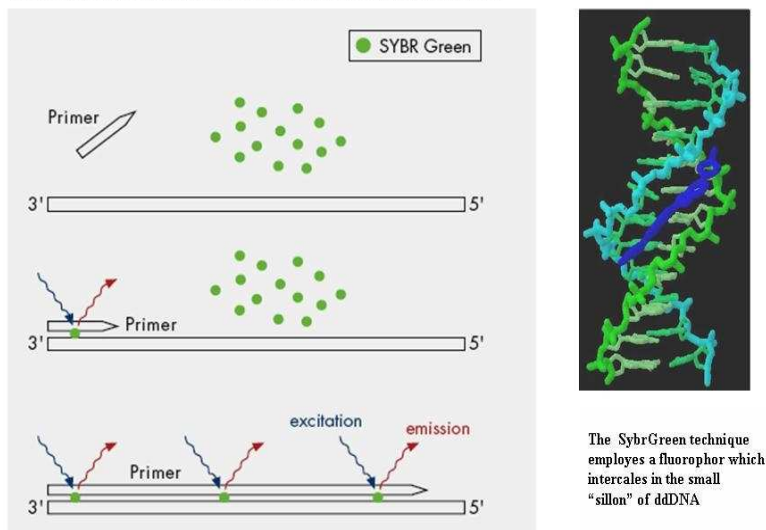 SYBR Green
Primer
3' 5'
Primer
3' 5'
excitation
emission
Primer
3' 5'
The SybrGreen technique
employes a fluorophor which
intercales in the small
“sillon” of ddDNA